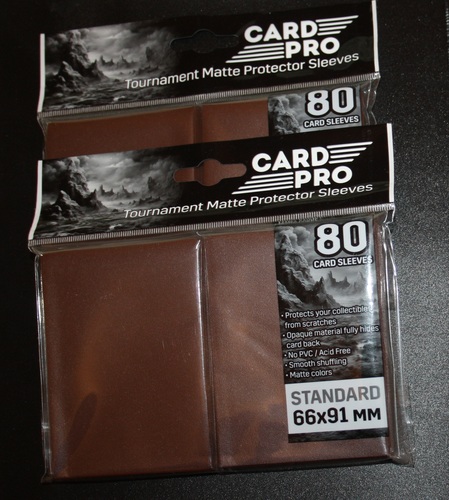 CARD
PRO
Tournament Matte Protector Sleeves
80
CARD SLEEVES
CARD
PRO
Tournament Matte Protector Sleeves
80
CARD SLEEVES
• Protects your collectibles
from scratches
• Opaque material fully hides
card back
• No PVC / Acid Free
• Smooth shuffling
• Matte colors
STANDARD
66x91 MM